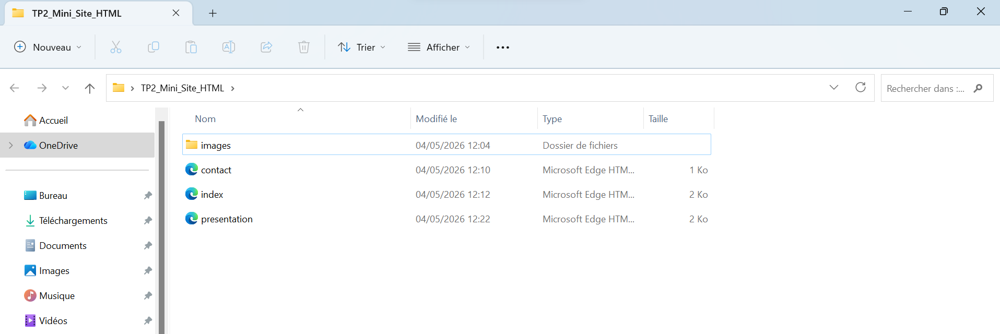 TP2_Mini_Site_HTML
Nouveau
Trier
Afficher
TP2_Mini_Site_HTML
Rechercher dans :...
Accueil
OneDrive
Bureau
Téléchargements
Documents
Images
Musique
Vidéos
Nom Modifié le Type Taille
images 04/05/2026 12:04 Dossier de fichiers
contact 04/05/2026 12:10 Microsoft Edge HTM... 1 Ko
index 04/05/2026 12:12 Microsoft Edge HTM... 2 Ko
presentation 04/05/2026 12:22 Microsoft Edge HTM... 2 Ko